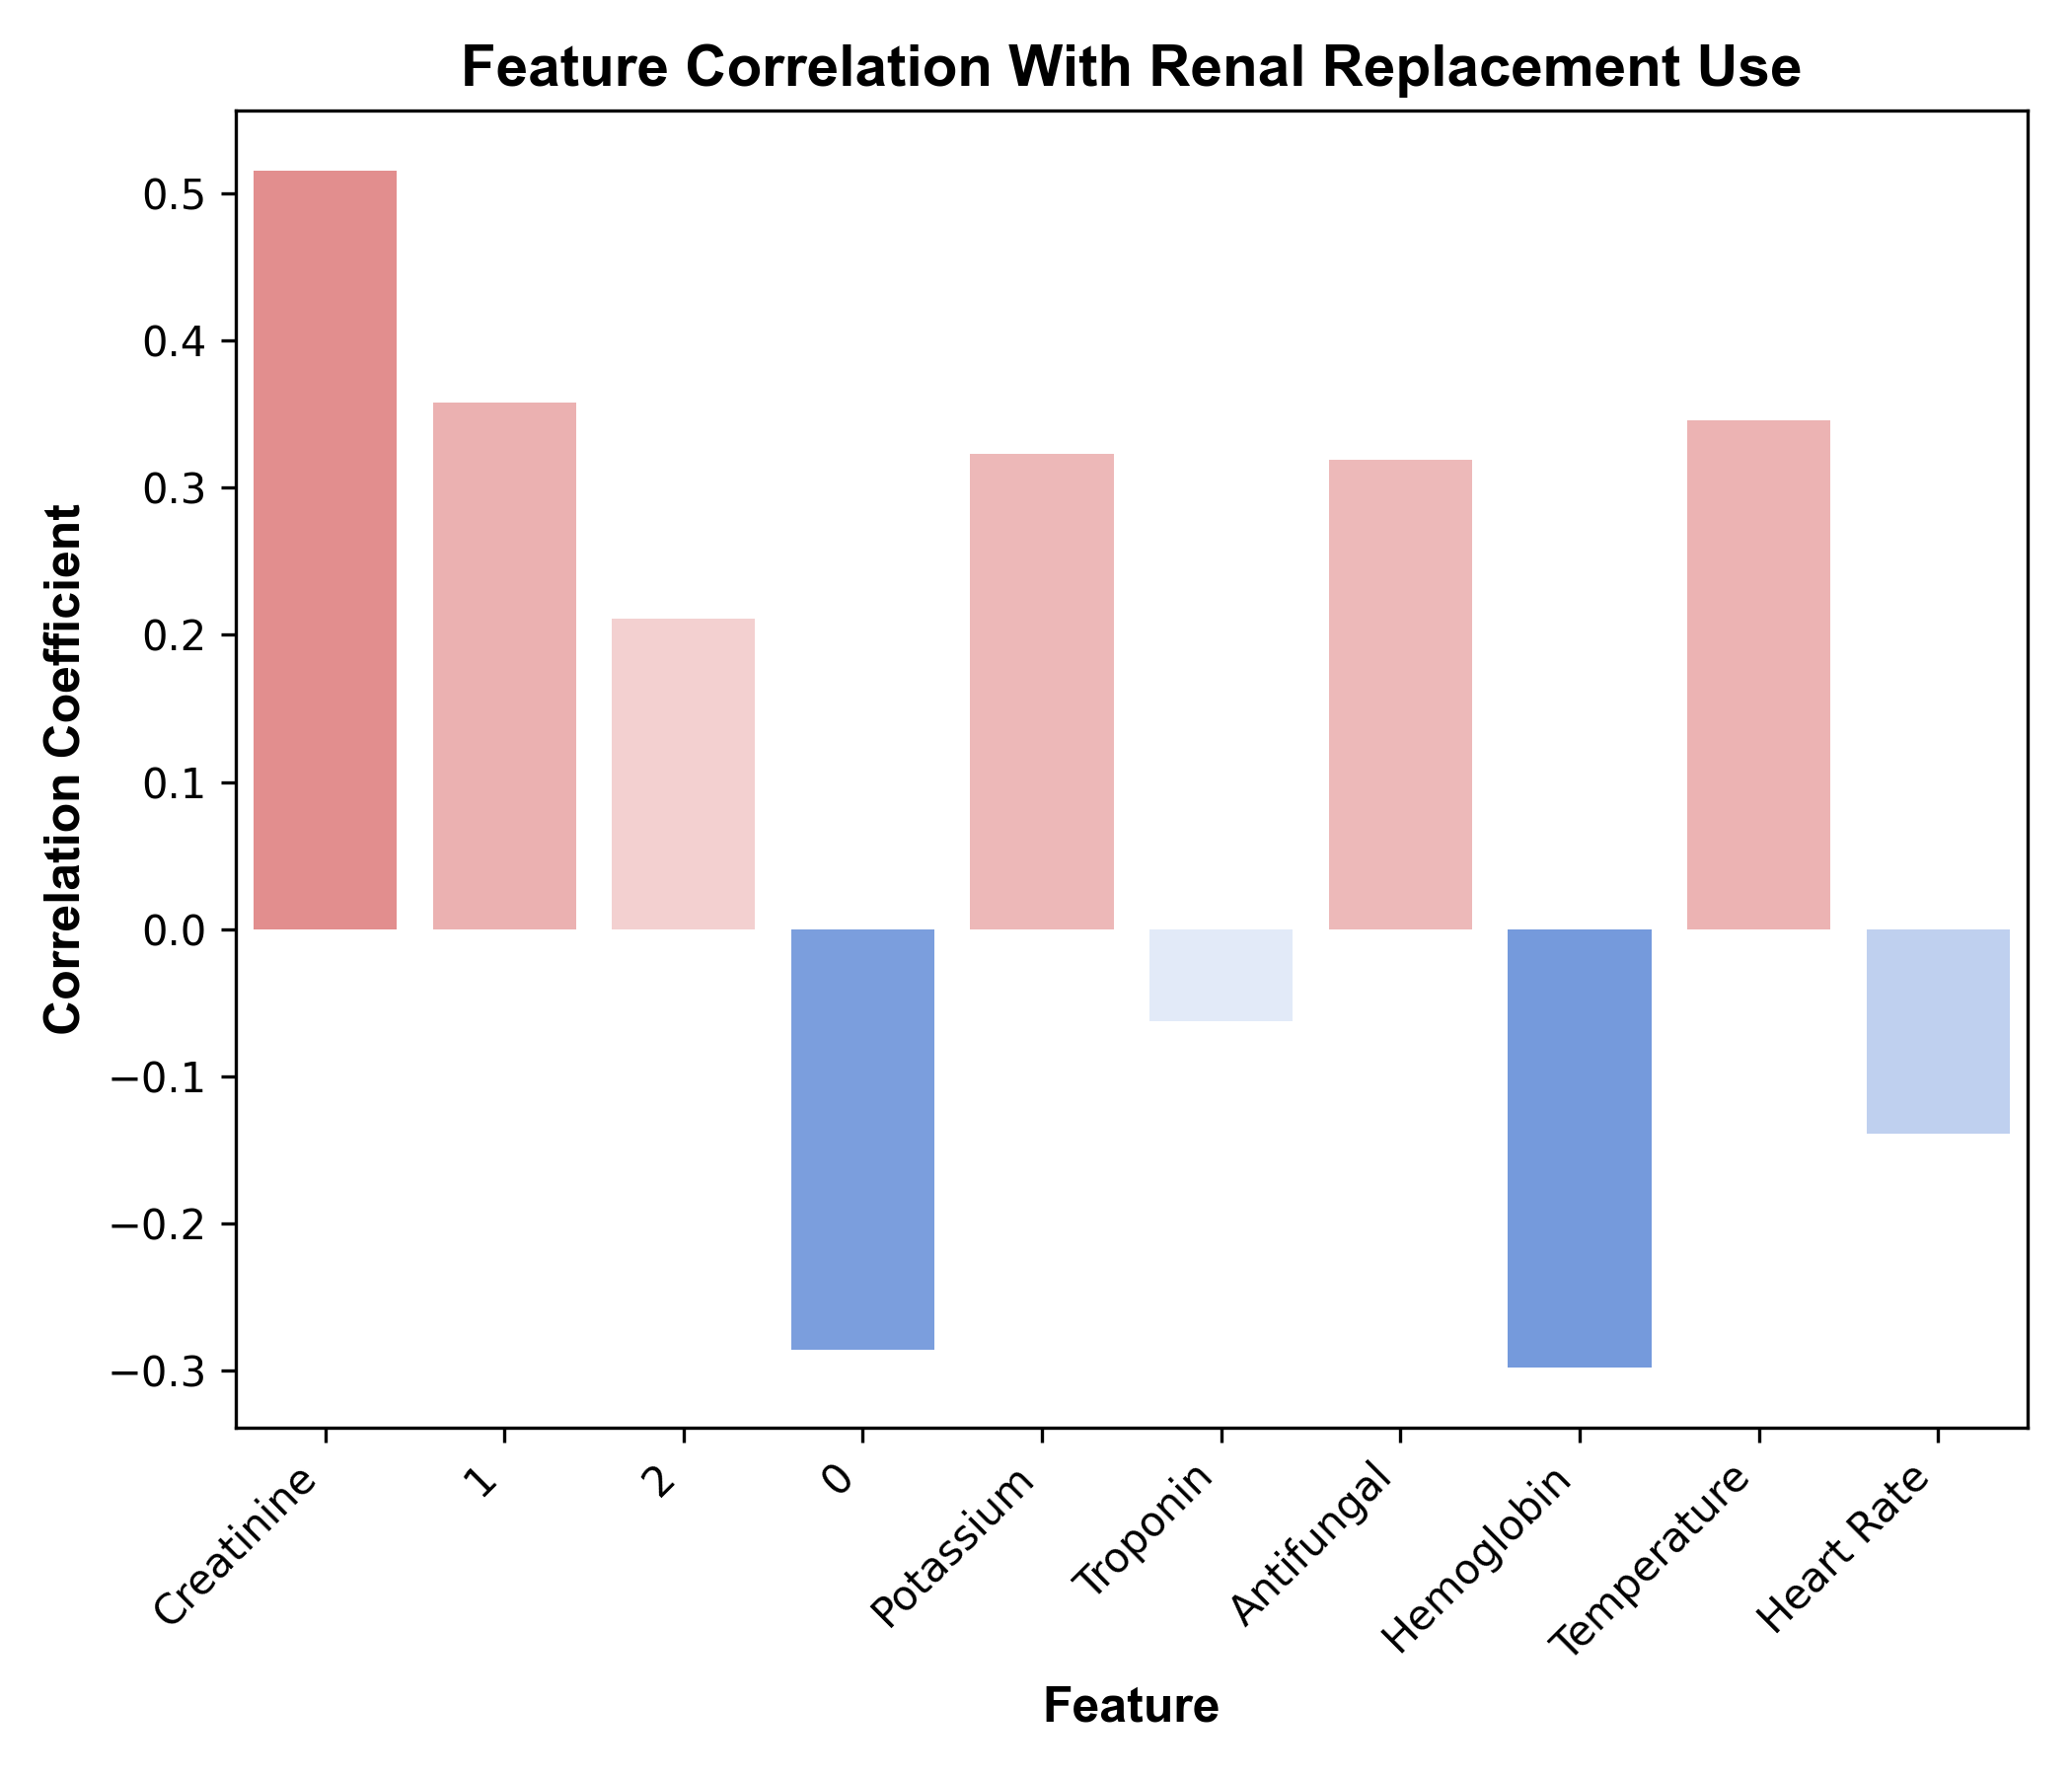 Feature Correlation With Renal Replacement Use
Correlation Coefficient
0.5
0.4
0.3
0.2
0.1
0.0
−0.1
−0.2
−0.3
Creatinine
1
2
0
Potassium
Troponin
Antifungal
Hemoglobin
Temperature
Heart Rate
Feature